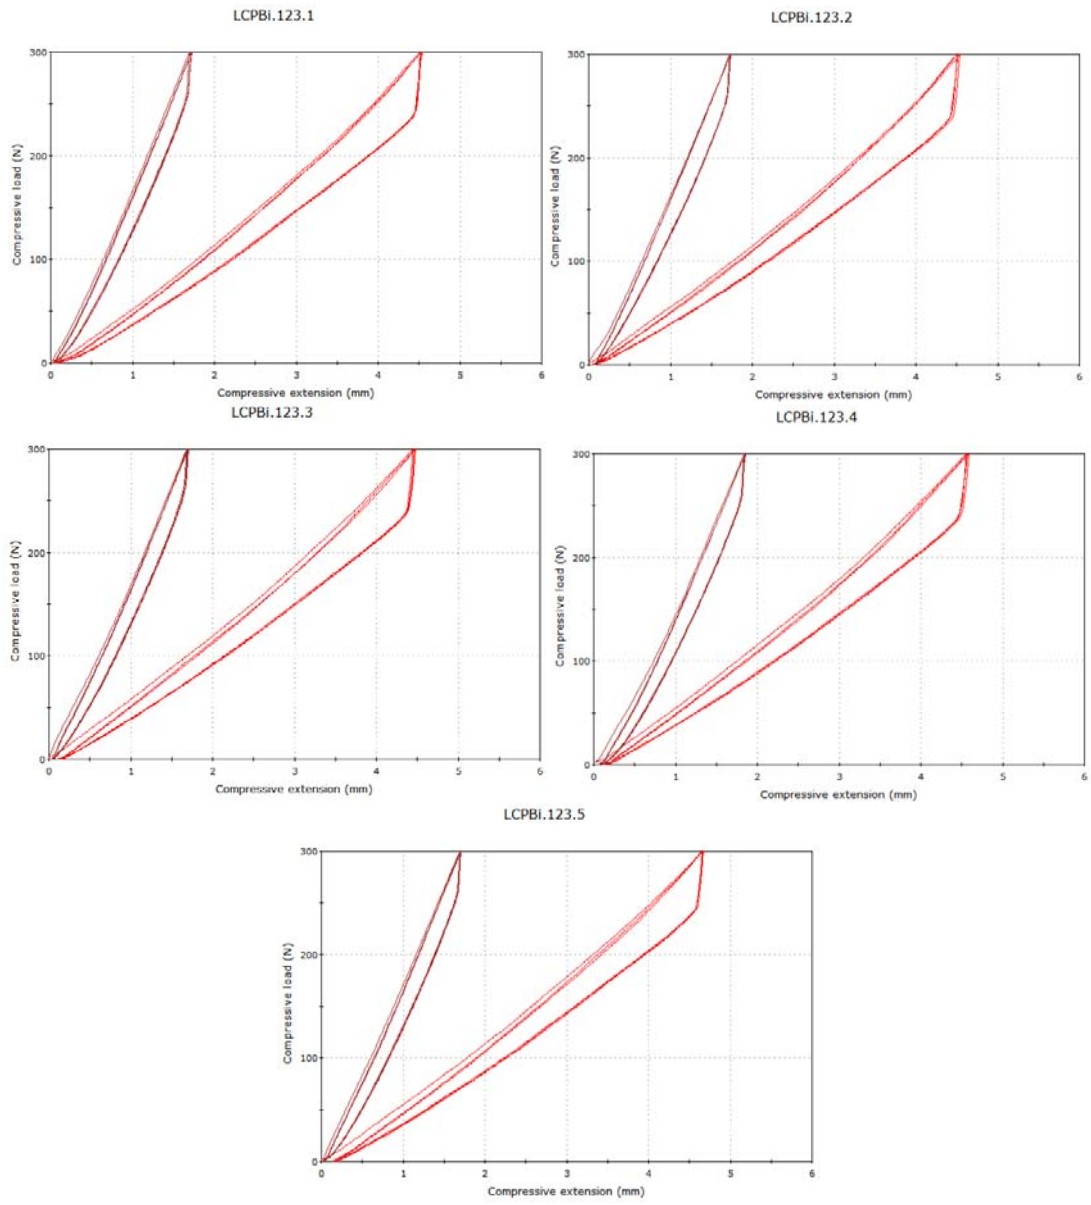 LCPBi.123.1
300
200
100
0
Compressive load (N)
0 1 2 3 4 5 6
Compressive extension (mm)
LCPBi.123.2
300
200
100
0
Compressive load (N)
0 1 2 3 4 5 6
Compressive extension (mm)
LCPBi.123.3
300
200
100
0
Compressive load (N)
0 1 2 3 4 5 6
Compressive extension (mm)
LCPBi.123.4
300
200
100
0
Compressive load (N)
0 1 2 3 4 5 6
Compressive extension (mm)
LCPBi.123.5
300
200
100
0
Compressive load (N)
0 1 2 3 4 5 6
Compressive extension (mm)